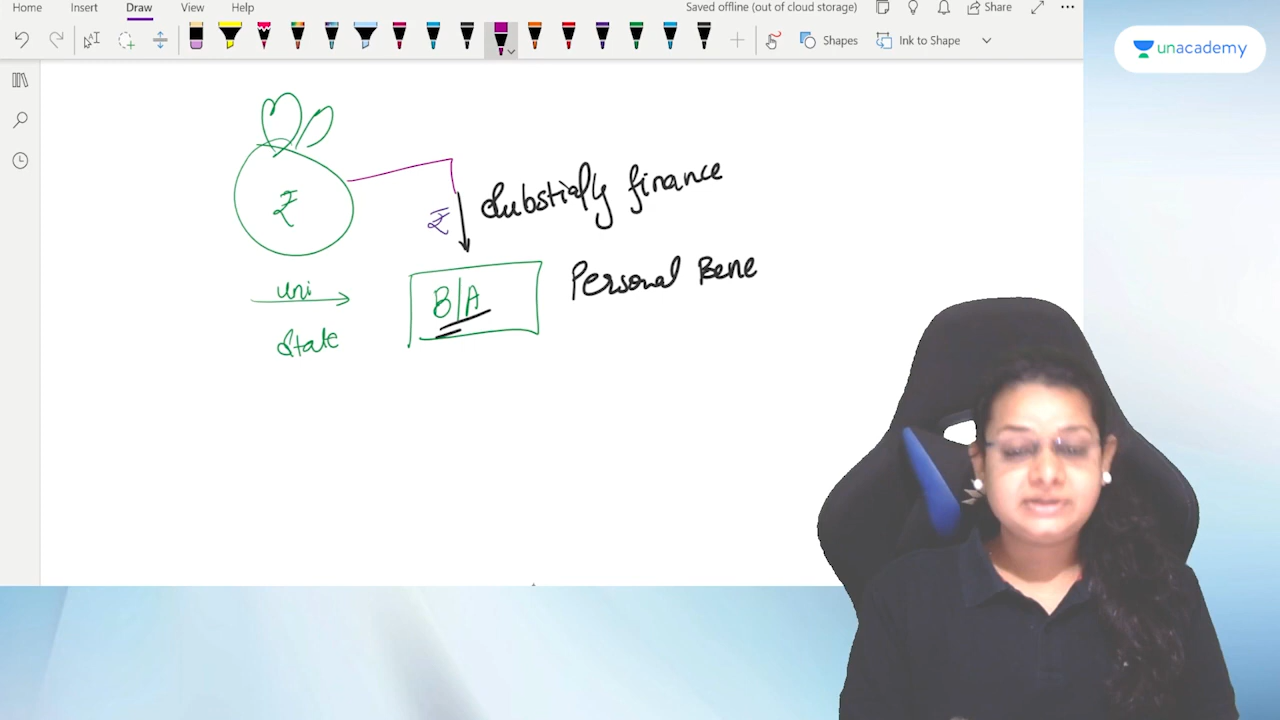 Home Insert Draw View Help Saved offline (out of cloud storage) Share
Shapes Ink to Shape
unacademy
₹
₹ Substially finance
uni
State
B|A
Personal Bene